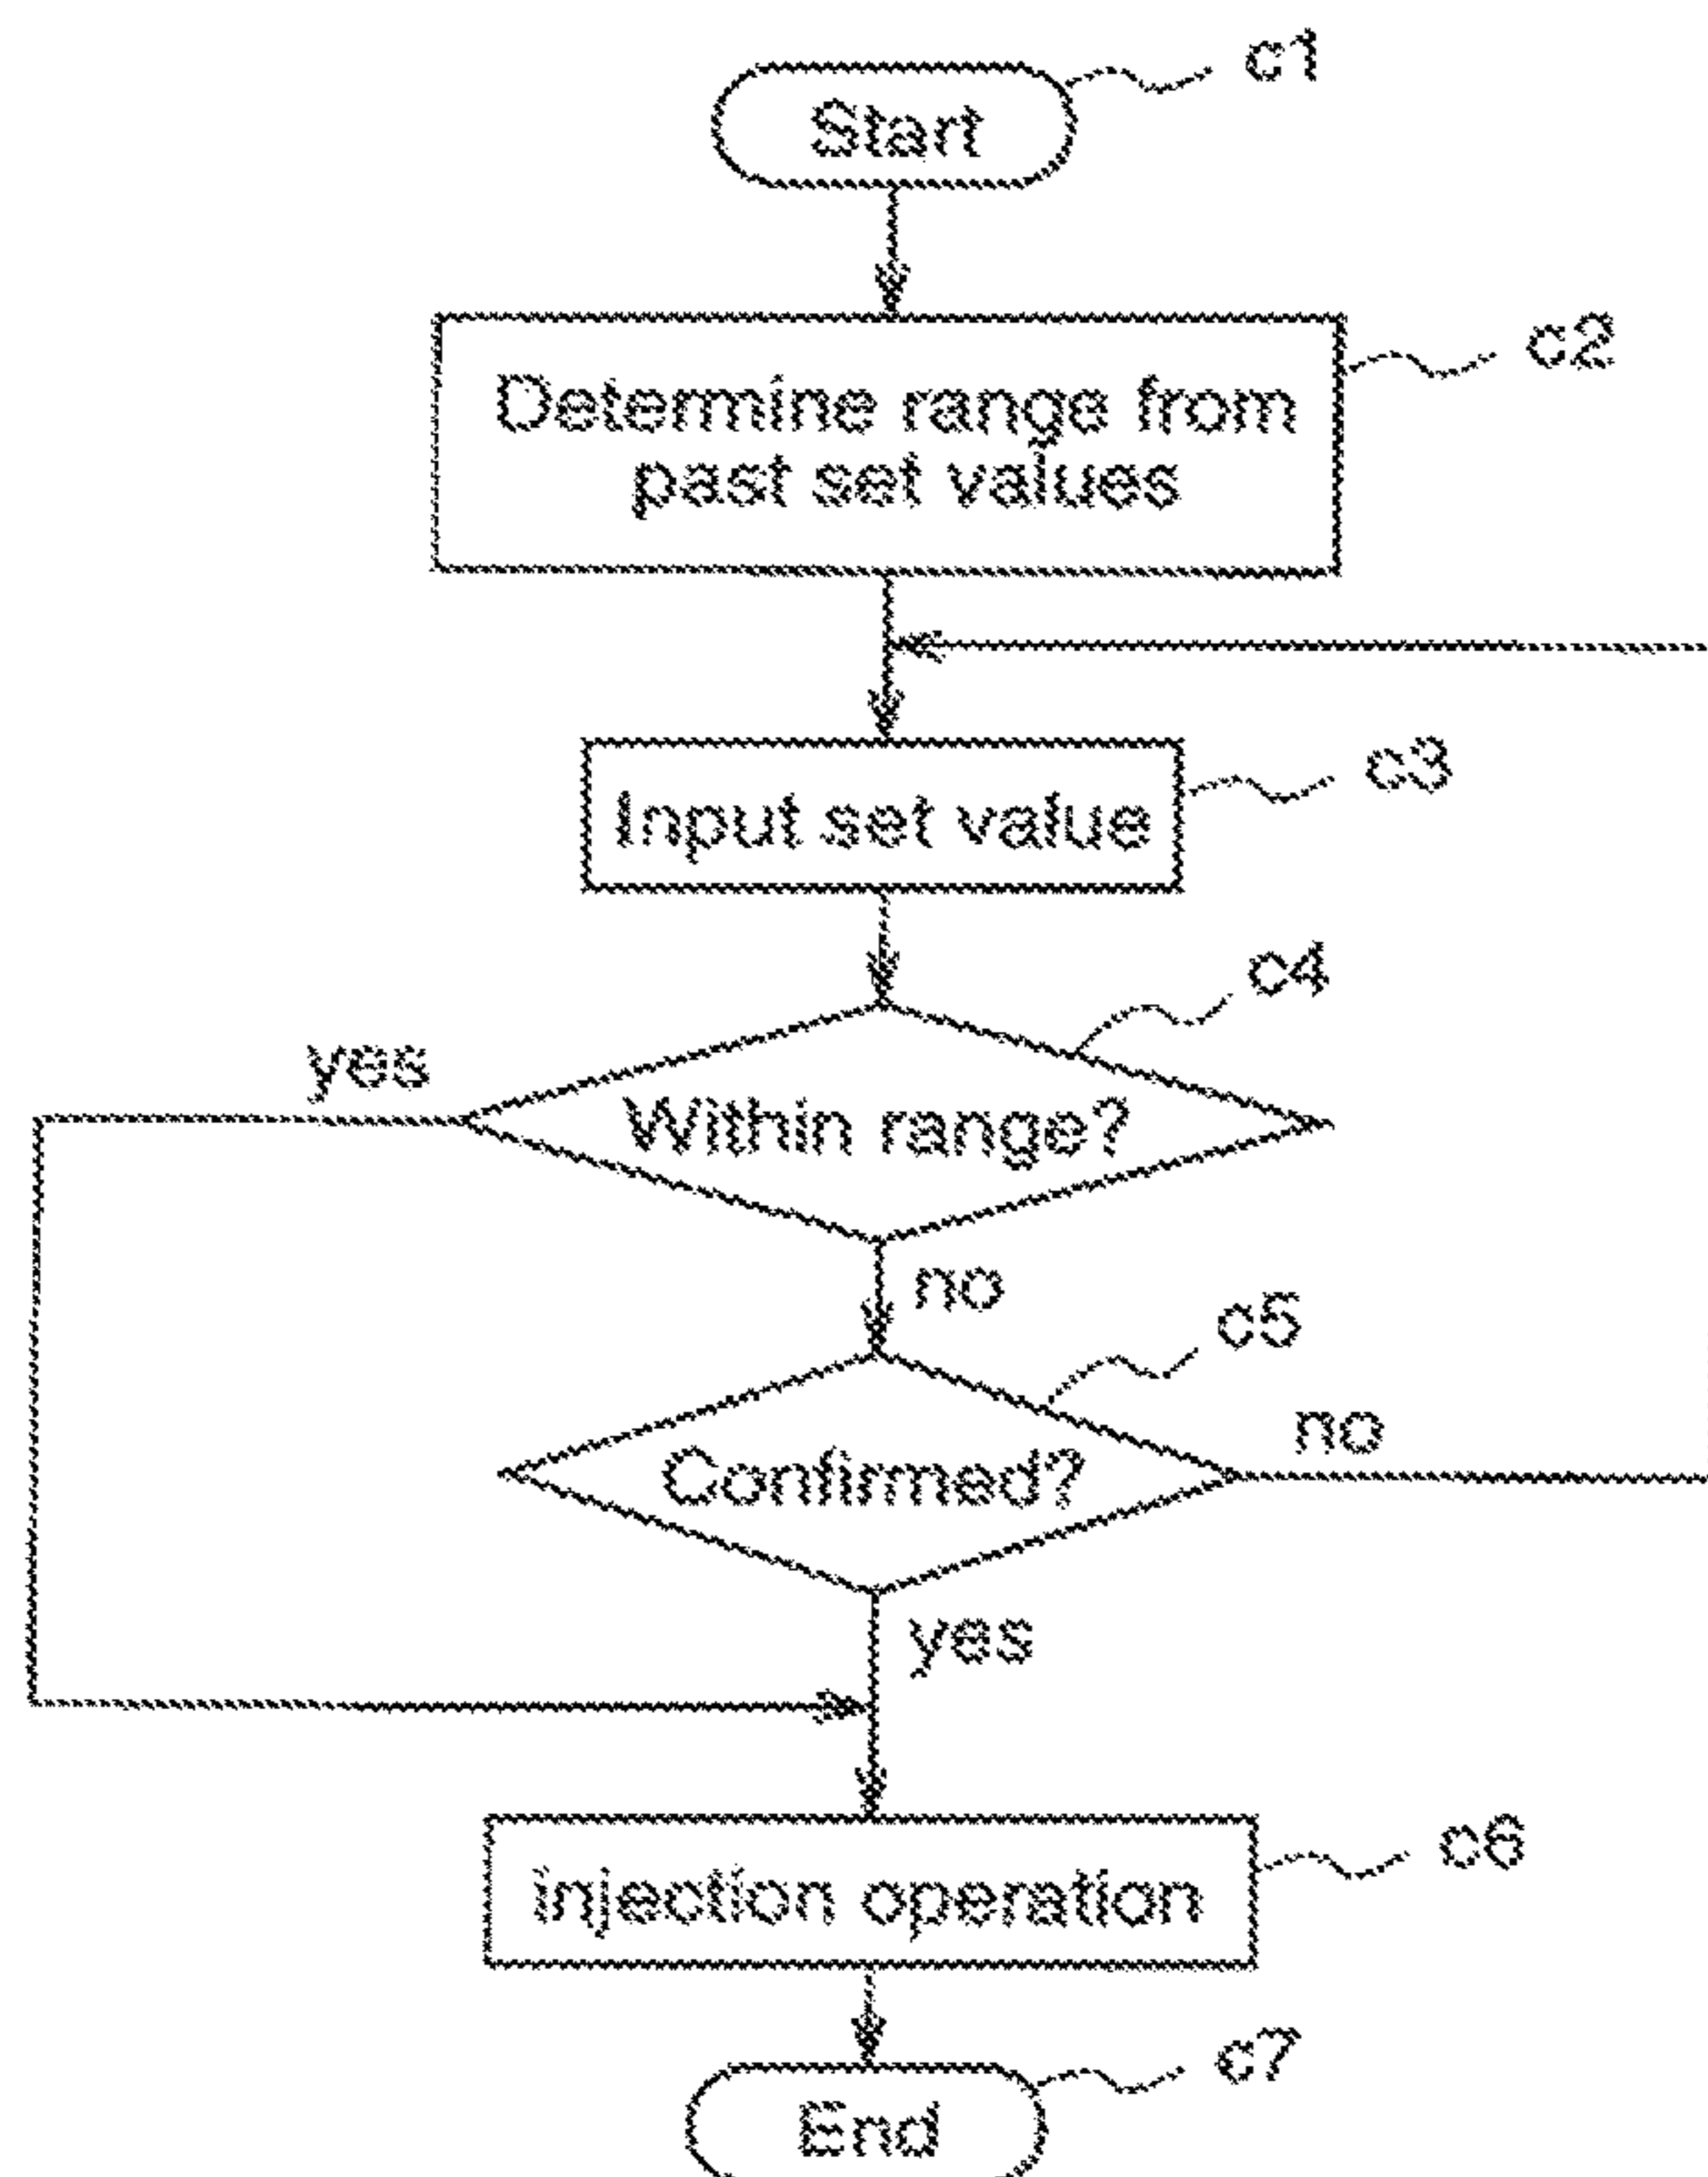 c1
Start
c2
Determine range from
past set values
c3
Input set value
c4
yes
Within range?
no
c5
no
Confirmed?
yes
c6
injection operation
c7
End